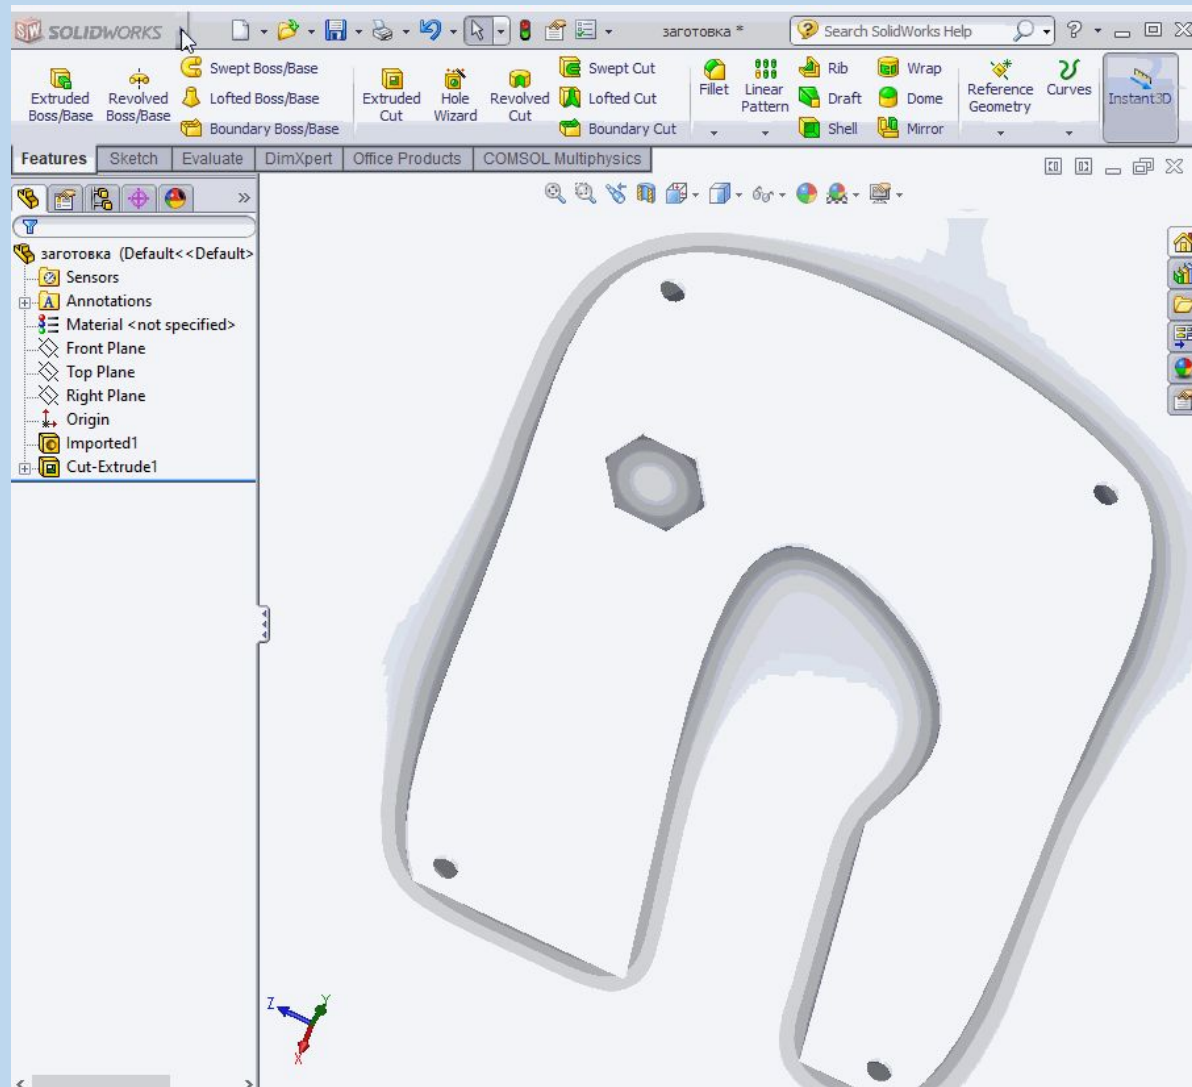 SOLIDWORKS
заготовка *
Search SolidWorks Help
Extruded Boss/Base
Revolved Boss/Base
Swept Boss/Base
Lofted Boss/Base
Boundary Boss/Base
Extruded Cut
Hole Wizard
Revolved Cut
Swept Cut
Lofted Cut
Boundary Cut
Fillet
Linear Pattern
Rib
Draft
Shell
Wrap
Dome
Mirror
Reference Geometry
Curves
Instant3D
Features Sketch Evaluate DimXpert Office Products COMSOL Multiphysics
заготовка (Default<<Default>
Sensors
A Annotations
Material <not specified>
Front Plane
Top Plane
Right Plane
Origin
Imported1
Cut-Extrude1
Z Y
X